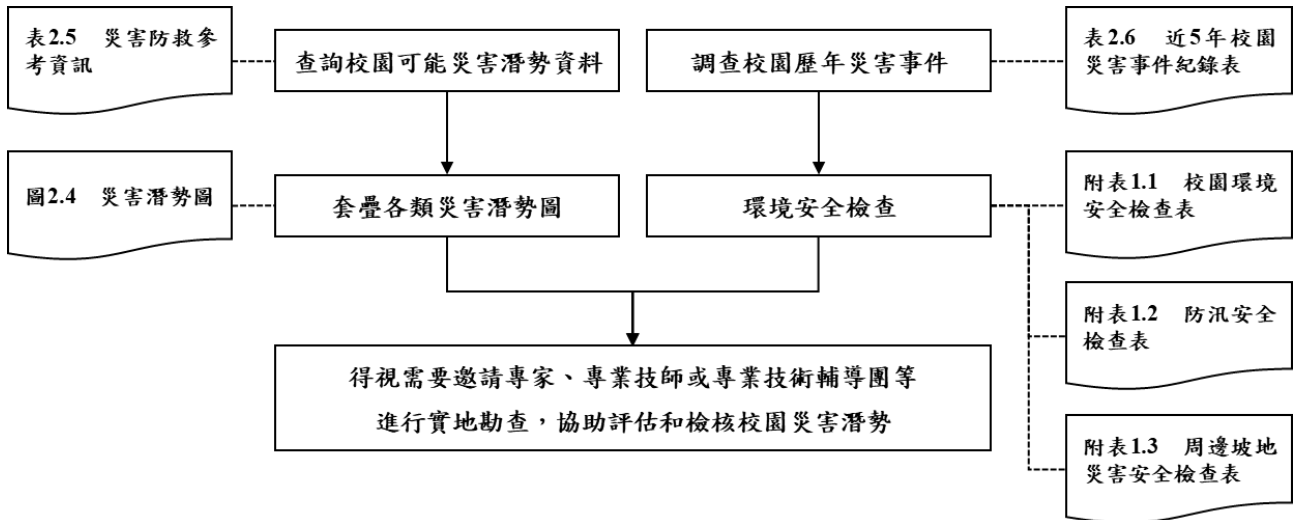 表2.5 災害防救參
考資訊
查詢校園可能災害潛勢資料
調查校園歷年災害事件
表2.6 近5年校園
災害事件紀錄表
圖2.4 災害潛勢圖
套疊各類災害潛勢圖
環境安全檢查
附表1.1 校園環境
安全檢查表
附表1.2 防汛安全
檢查表
得視需要邀請專家、專業技師或專業技術輔導團等
進行實地勘查，協助評估和檢核校園災害潛勢
附表1.3 周邊坡地
災害安全檢查表